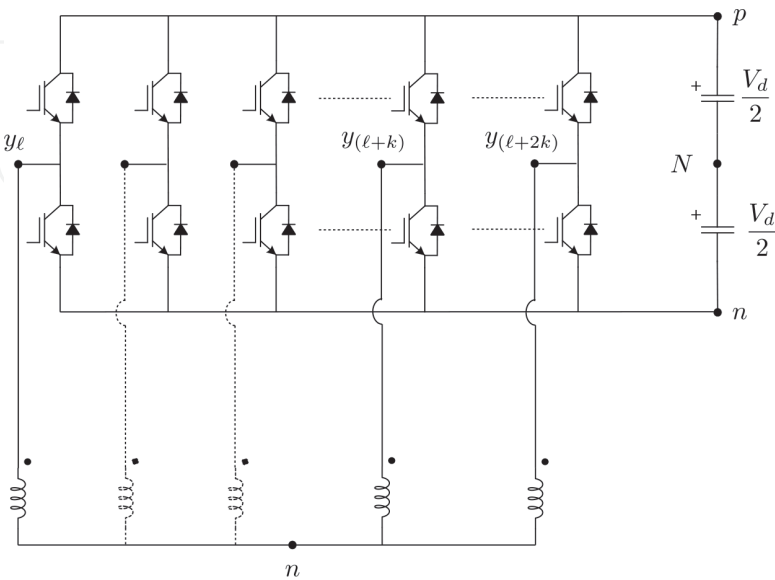 p
+ V_d/2
y_ℓ y_(ℓ+k) y_(ℓ+2k) N
+ V_d/2
n
n